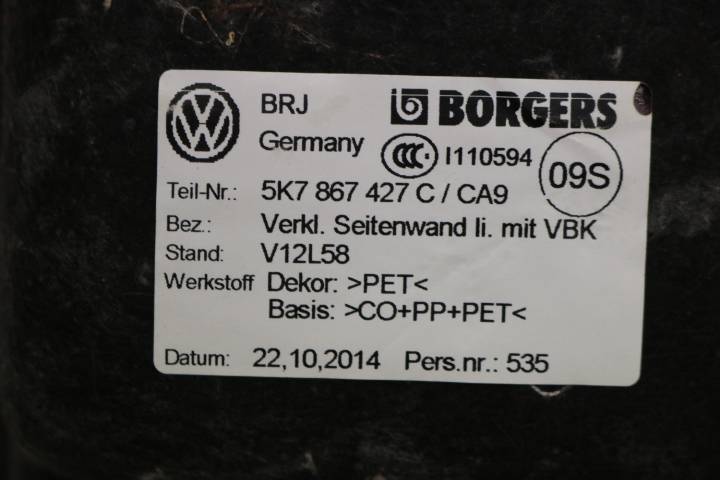 BRJ BORGERS
Germany CCC I110594 09S
Teil-Nr.: 5K7 867 427 C / CA9
Bez.: Verkl. Seitenwand li. mit VBK
Stand: V12L58
Werkstoff Dekor: >PET<
Basis: >CO+PP+PET<
Datum: 22,10,2014 Pers.nr.: 535